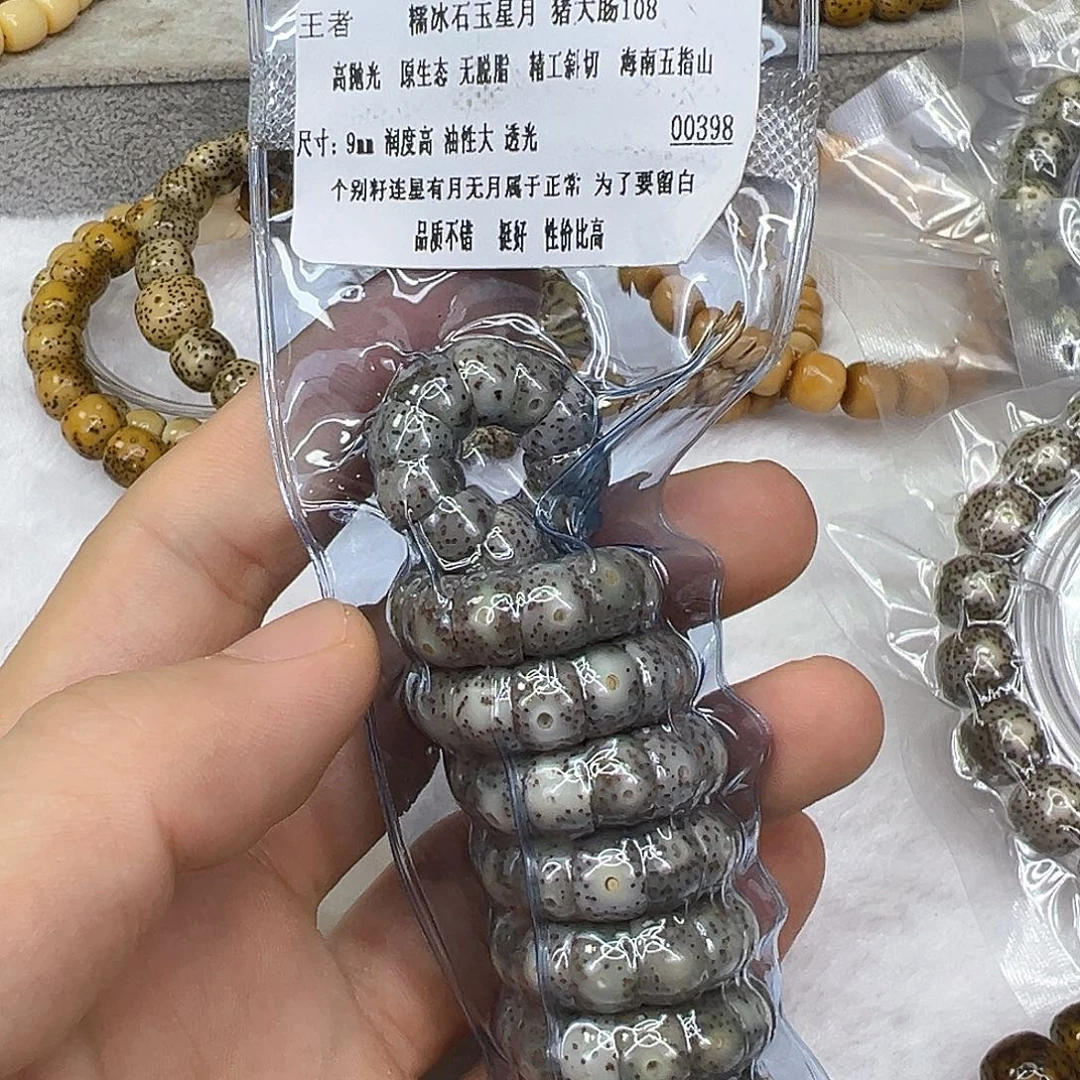 王者 糯冰石玉星月 猪大肠108
高抛光 原生态 无脱脂 精工斜切 海南五指山
尺寸: 9mm 润度高 油性大 透光 00398
个别籽连星有月无月属于正常 为了要留白
品质不错 挺好 性价比高